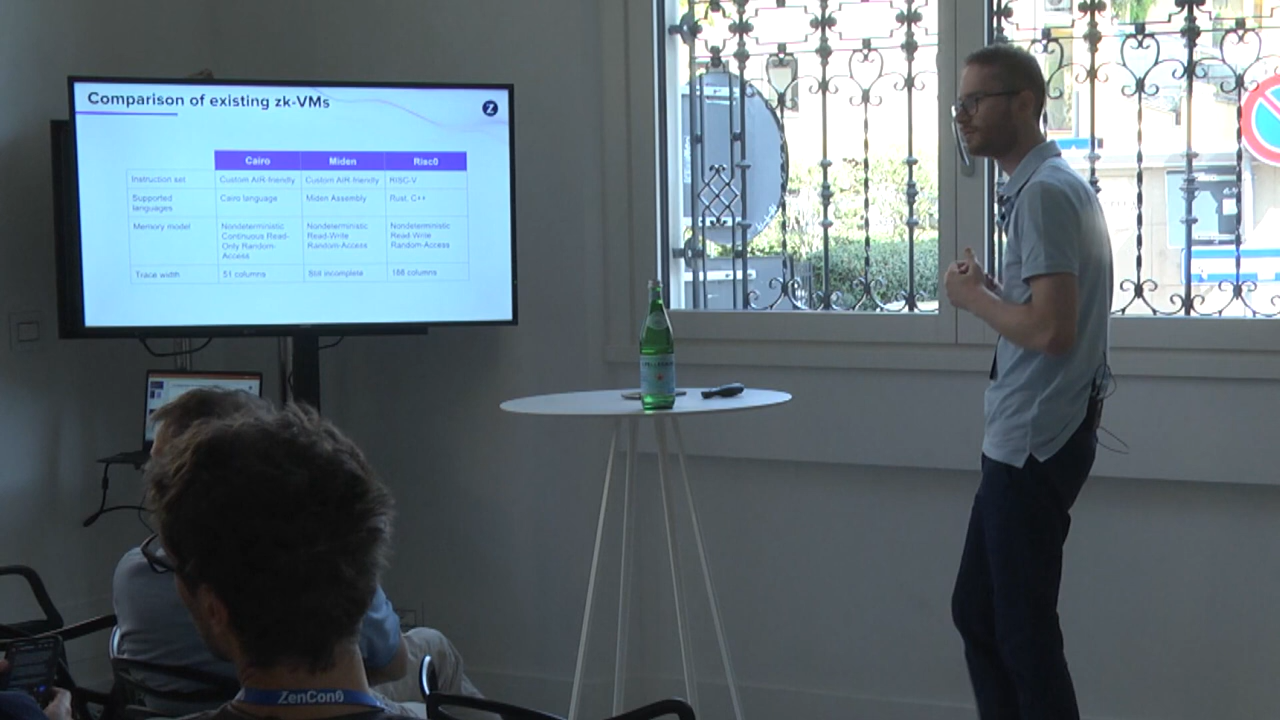 Comparison of existing zk-VMs
Z
Cairo Miden Risc0
Instruction set Custom AIR-friendly Custom AIR-friendly RISC-V
Supported languages Cairo language Miden Assembly Rust, C++
Memory model Nondeterministic Nondeterministic Nondeterministic
Continuous Read- Read-Write Read-Write
Only Random- Random-Access Random-Access
Access
Trace width 51 columns Still incomplete 186 columns
ZenCon0